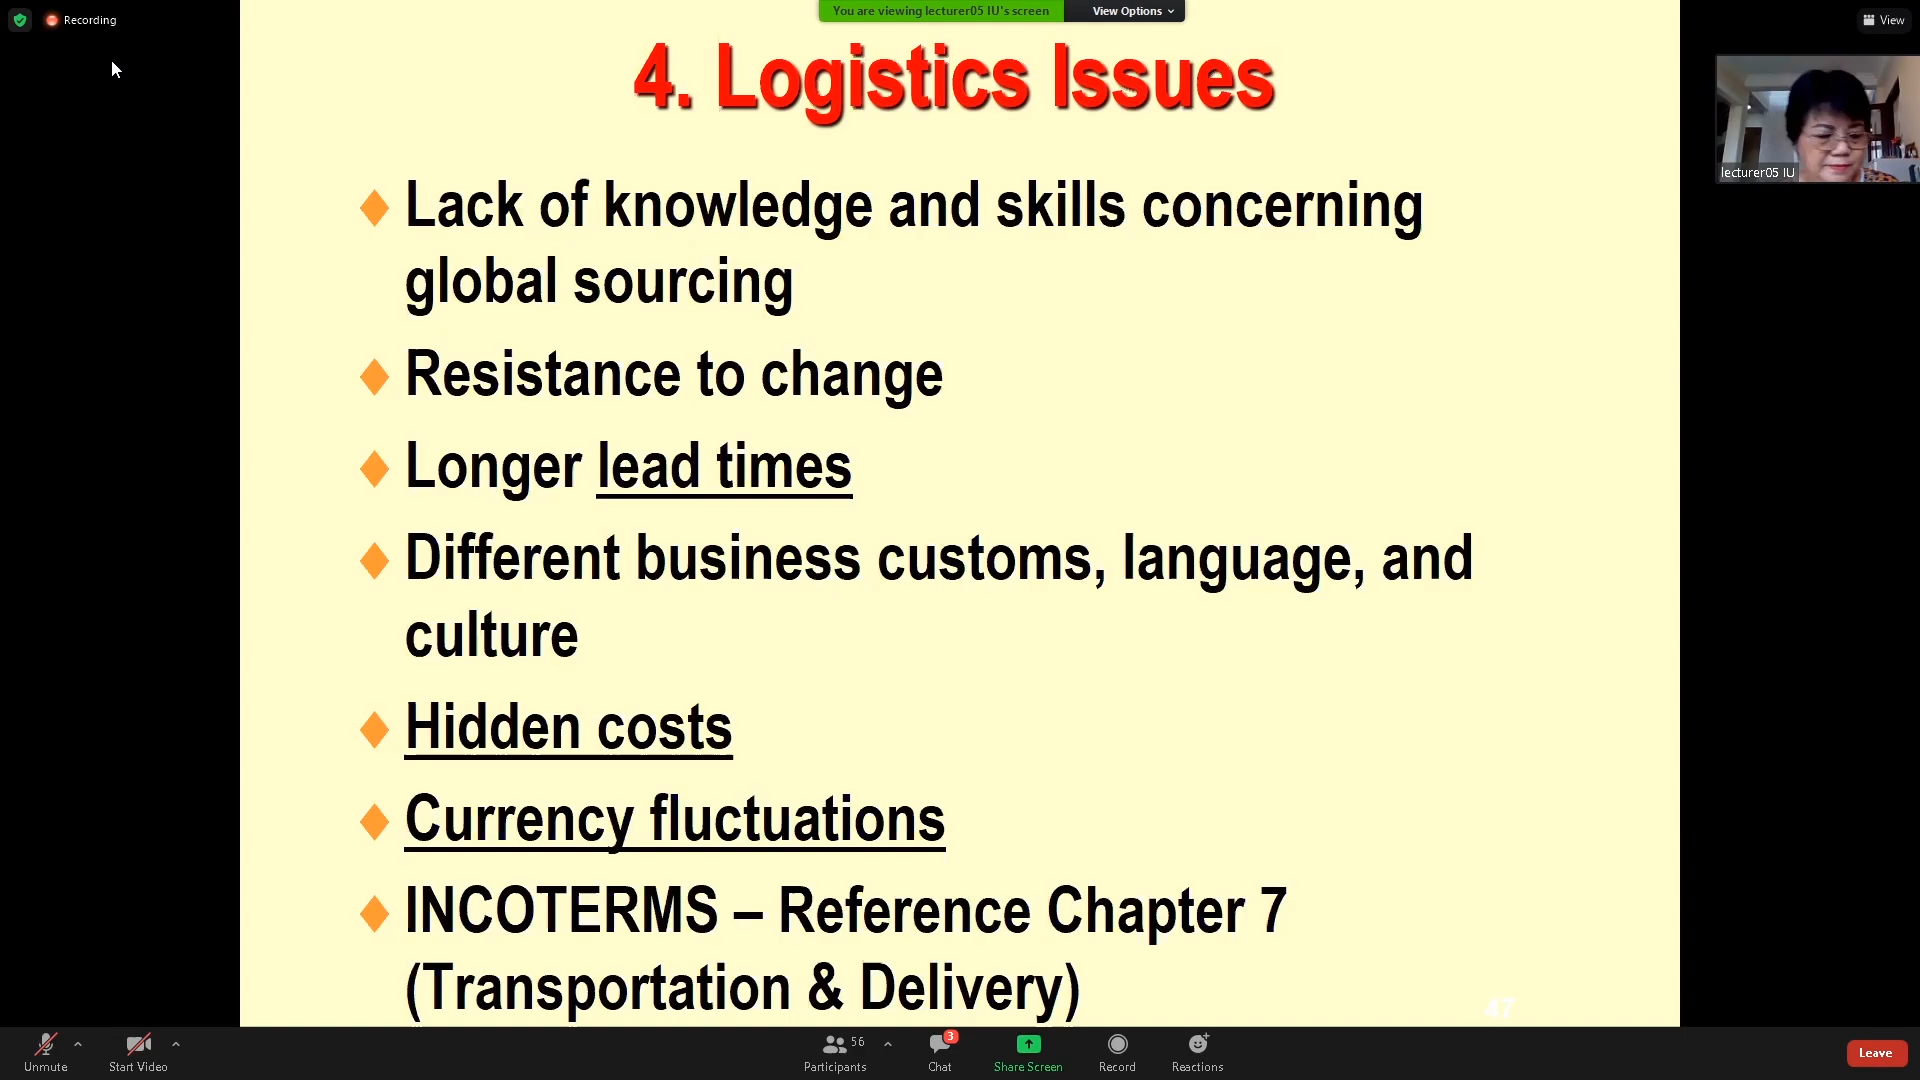 Recording
You are viewing lecturer05 IU's screen
View Options
View
4. Logistics Issues
lecturer05 IU
Lack of knowledge and skills concerning
global sourcing
Resistance to change
Longer lead times
Different business customs, language, and
culture
Hidden costs
Currency fluctuations
INCOTERMS – Reference Chapter 7
(Transportation & Delivery)
47
Unmute
Start Video
56
Participants
3
Chat
Share Screen
Record
Reactions
Leave